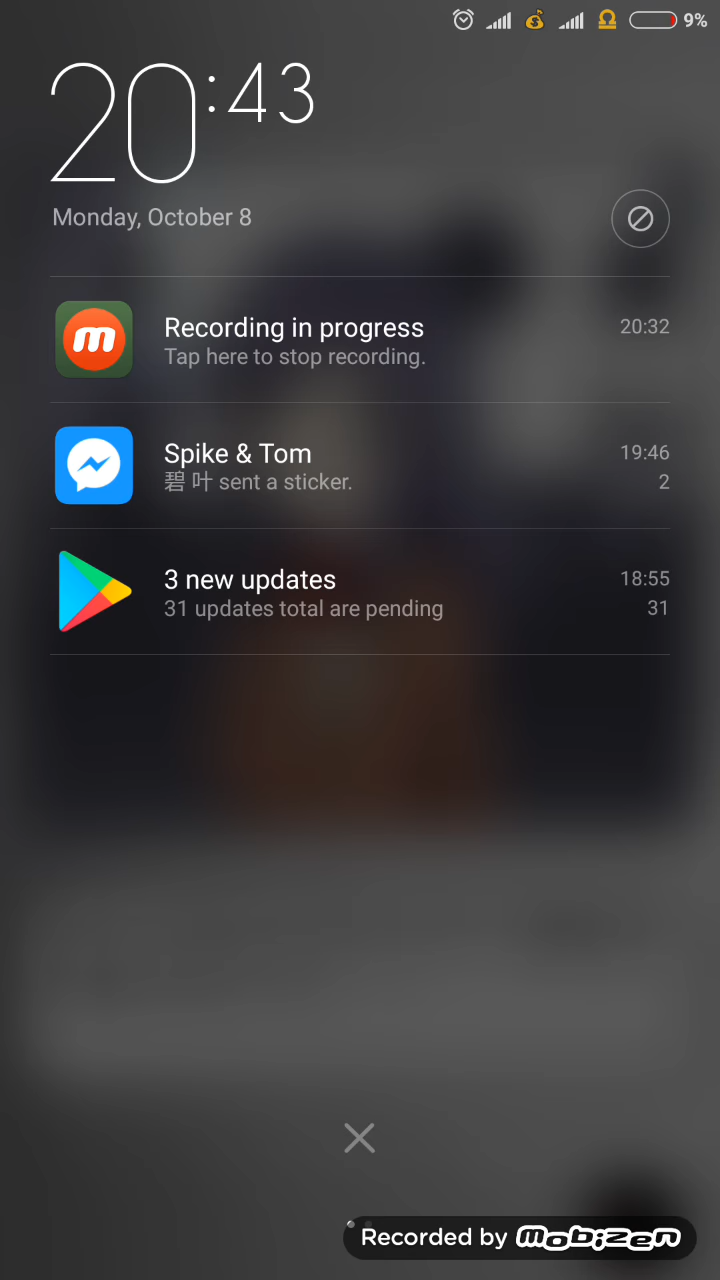 9%
20:43
Monday, October 8
Recording in progress
20:32
Tap here to stop recording.
Spike & Tom
19:46
碧 叶 sent a sticker.
2
3 new updates
18:55
31 updates total are pending
31
Recorded by mobizen